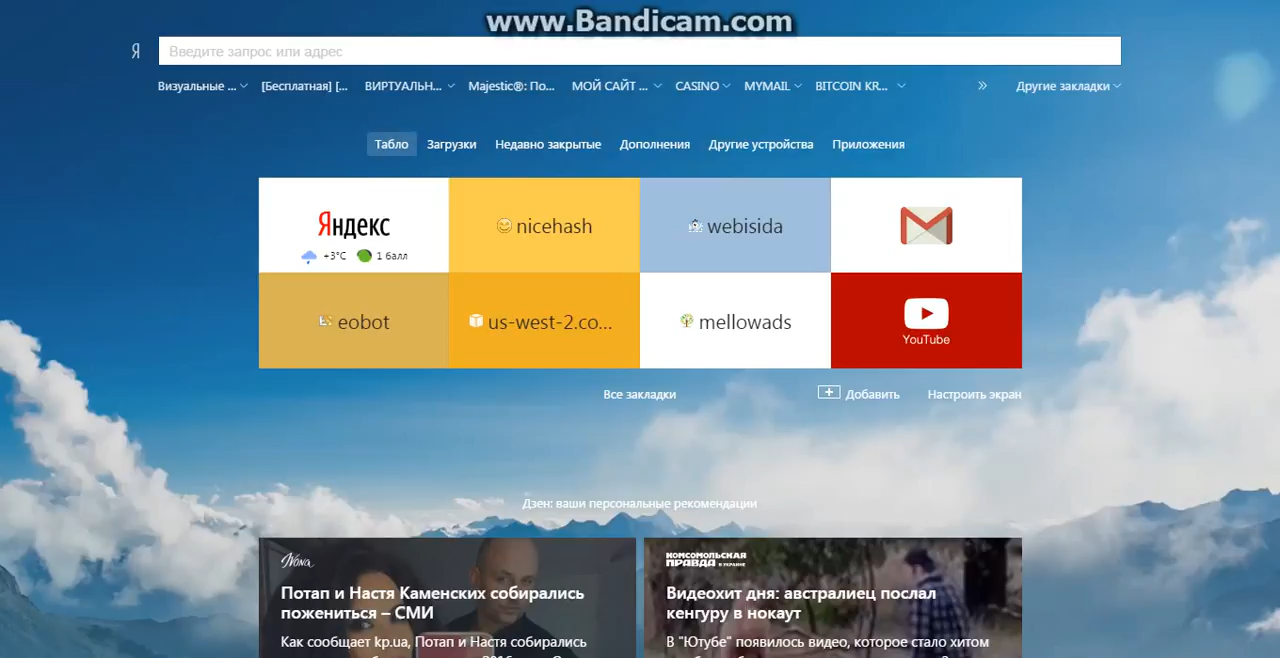 www.Bandicam.com
Я Введите запрос или адрес
Визуальные ... [Бесплатная] [... ВИРТУАЛЬН... Majestic®: По... МОЙ САЙТ ... CASINO MYMAIL BITCOIN KR... » Другие закладки
Табло Загрузки Недавно закрытые Дополнения Другие устройства Приложения
Яндекс
+3°C 1 балл
nicehash
webisida
eobot
us-west-2.co...
mellowads
YouTube
Все закладки
Добавить
Настроить экран
Дзен: ваши персональные рекомендации
Ivona
Потап и Настя Каменских собирались
пожениться – СМИ
Как сообщает kp.ua, Потап и Настя собирались
КОМСОМОЛЬСКАЯ
ПРАВДА В УКРАИНЕ
Видеохит дня: австралиец послал
кенгуру в нокаут
В "Ютубе" появилось видео, которое стало хитом